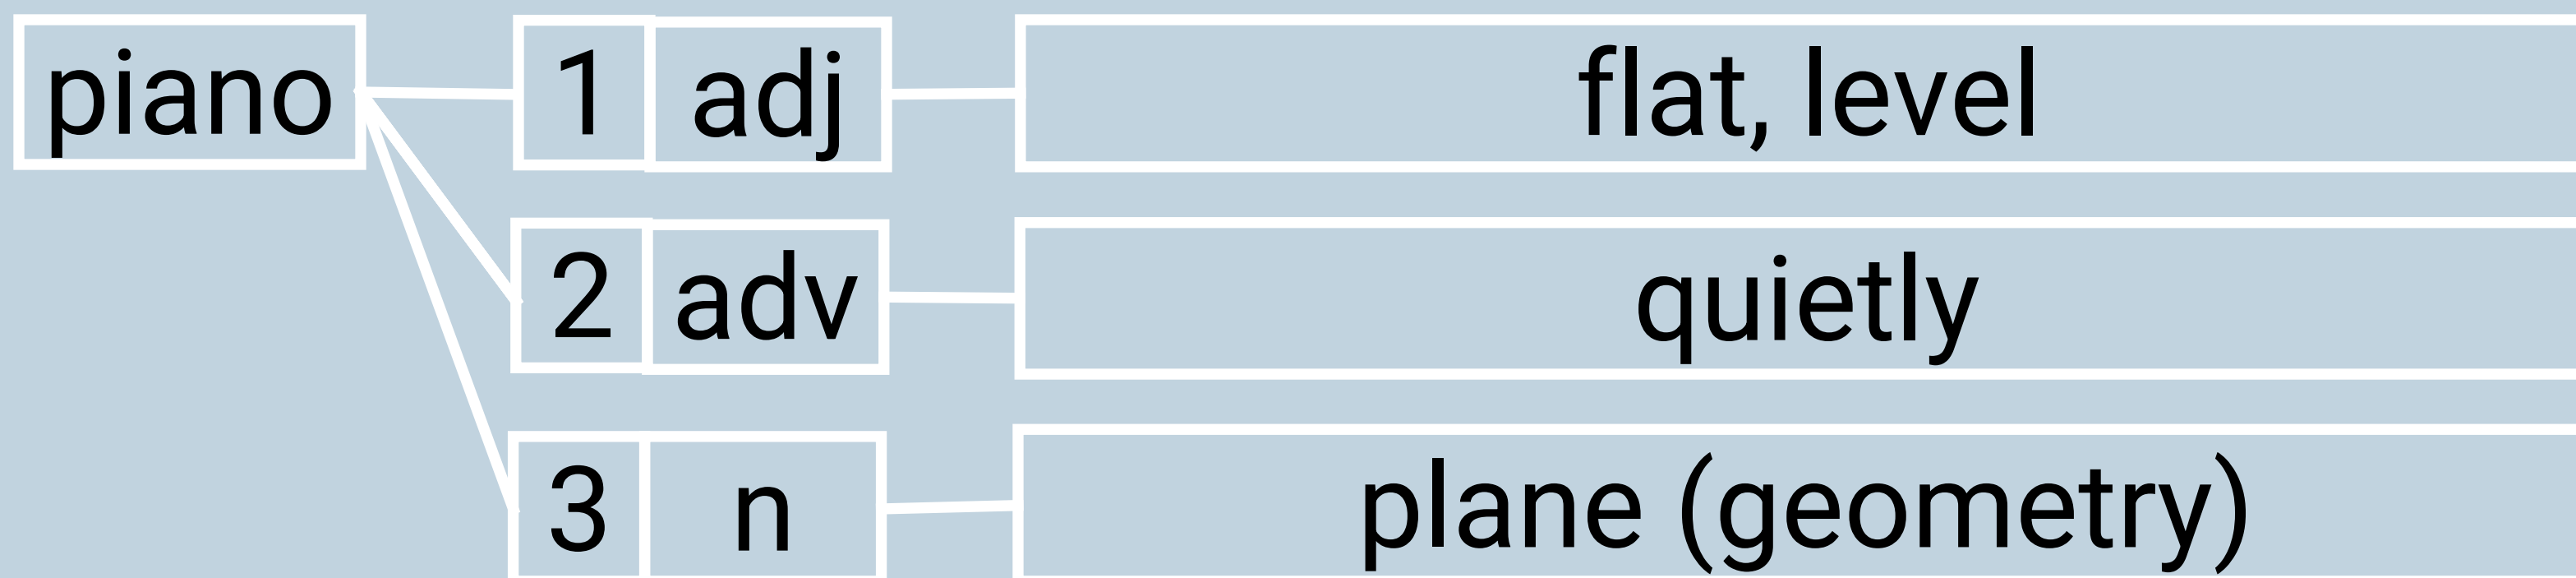 piano 1 adj flat, level
2 adv quietly
3 n plane (geometry)